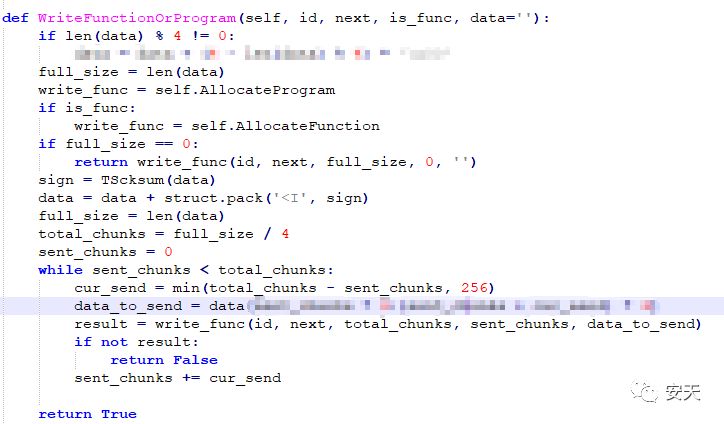 def WriteFunctionOrProgram(self, id, next, is_func, data=''):
    if len(data) % 4 != 0:
    full_size = len(data)
    write_func = self.AllocateProgram
    if is_func:
        write_func = self.AllocateFunction
    if full_size == 0:
        return write_func(id, next, full_size, 0, '')
    sign = TScksum(data)
    data = data + struct.pack('<I', sign)
    full_size = len(data)
    total_chunks = full_size / 4
    sent_chunks = 0
    while sent_chunks < total_chunks:
        cur_send = min(total_chunks - sent_chunks, 256)
        data_to_send = data
        result = write_func(id, next, total_chunks, sent_chunks, data_to_send)
        if not result:
            return False
        sent_chunks += cur_send
安天
    return True